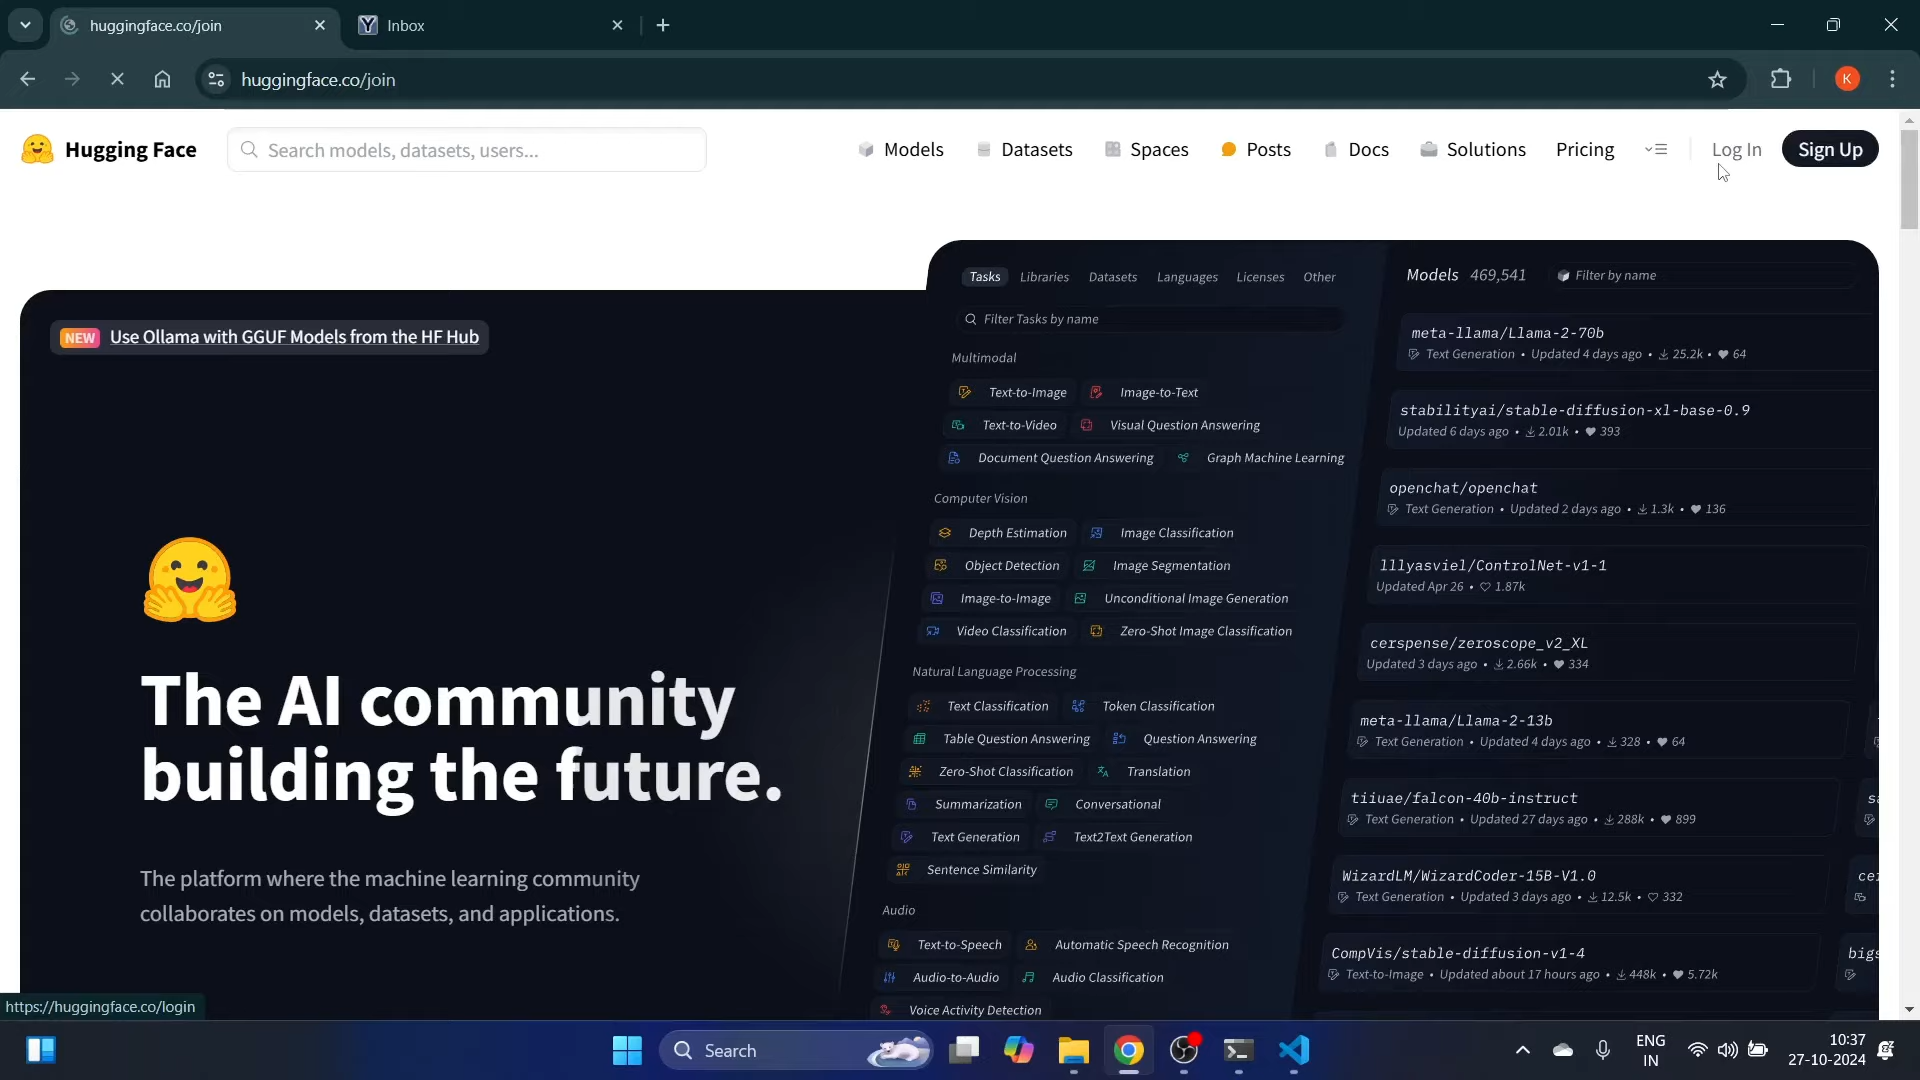 huggingface.co/join
Inbox
huggingface.co/join
K
Hugging Face
Search models, datasets, users...
Models
Datasets
Spaces
Posts
Docs
Solutions
Pricing
Log In
Sign Up
NEW Use Ollama with GGUF Models from the HF Hub
The AI community
building the future.
The platform where the machine learning community
collaborates on models, datasets, and applications.
Tasks Libraries Datasets Languages Licenses Other
Filter Tasks by name
Multimodal
Text-to-Image Image-to-Text
Text-to-Video Visual Question Answering
Document Question Answering Graph Machine Learning
Computer Vision
Depth Estimation Image Classification
Object Detection Image Segmentation
Image-to-Image Unconditional Image Generation
Video Classification Zero-Shot Image Classification
Natural Language Processing
Text Classification Token Classification
Table Question Answering Question Answering
Zero-Shot Classification Translation
Summarization Conversational
Text Generation Text2Text Generation
Sentence Similarity
Audio
Text-to-Speech Automatic Speech Recognition
Audio-to-Audio Audio Classification
Voice Activity Detection
Models 469,541 Filter by name
meta-llama/Llama-2-70b
Text Generation • Updated 4 days ago • 25.2k • 64
stabilityai/stable-diffusion-xl-base-0.9
Updated 6 days ago • 2.01k • 393
openchat/openchat
Text Generation • Updated 2 days ago • 1.3k • 136
lllyasviel/ControlNet-v1-1
Updated Apr 26 • 1.87k
cerspense/zeroscope_v2_XL
Updated 3 days ago • 2.66k • 334
meta-llama/Llama-2-13b
Text Generation • Updated 4 days ago • 328 • 64
tiiuae/falcon-40b-instruct
Text Generation • Updated 27 days ago • 288k • 899
WizardLM/WizardCoder-15B-V1.0
Text Generation • Updated 3 days ago • 12.5k • 332
CompVis/stable-diffusion-v1-4
Text-to-Image • Updated about 17 hours ago • 448k • 5.72k
https://huggingface.co/login
Search
ENG
IN
10:37
27-10-2024